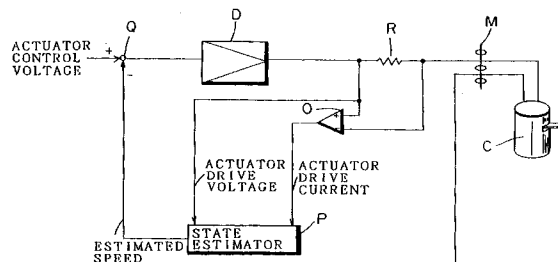 D
Q
M
R
ACTUATOR
CONTROL
VOLTAGE
+
-
O
+
-
C
ACTUATOR
DRIVE
VOLTAGE
ACTUATOR
DRIVE
CURRENT
P
STATE
ESTIMATOR
ESTIMATED
SPEED